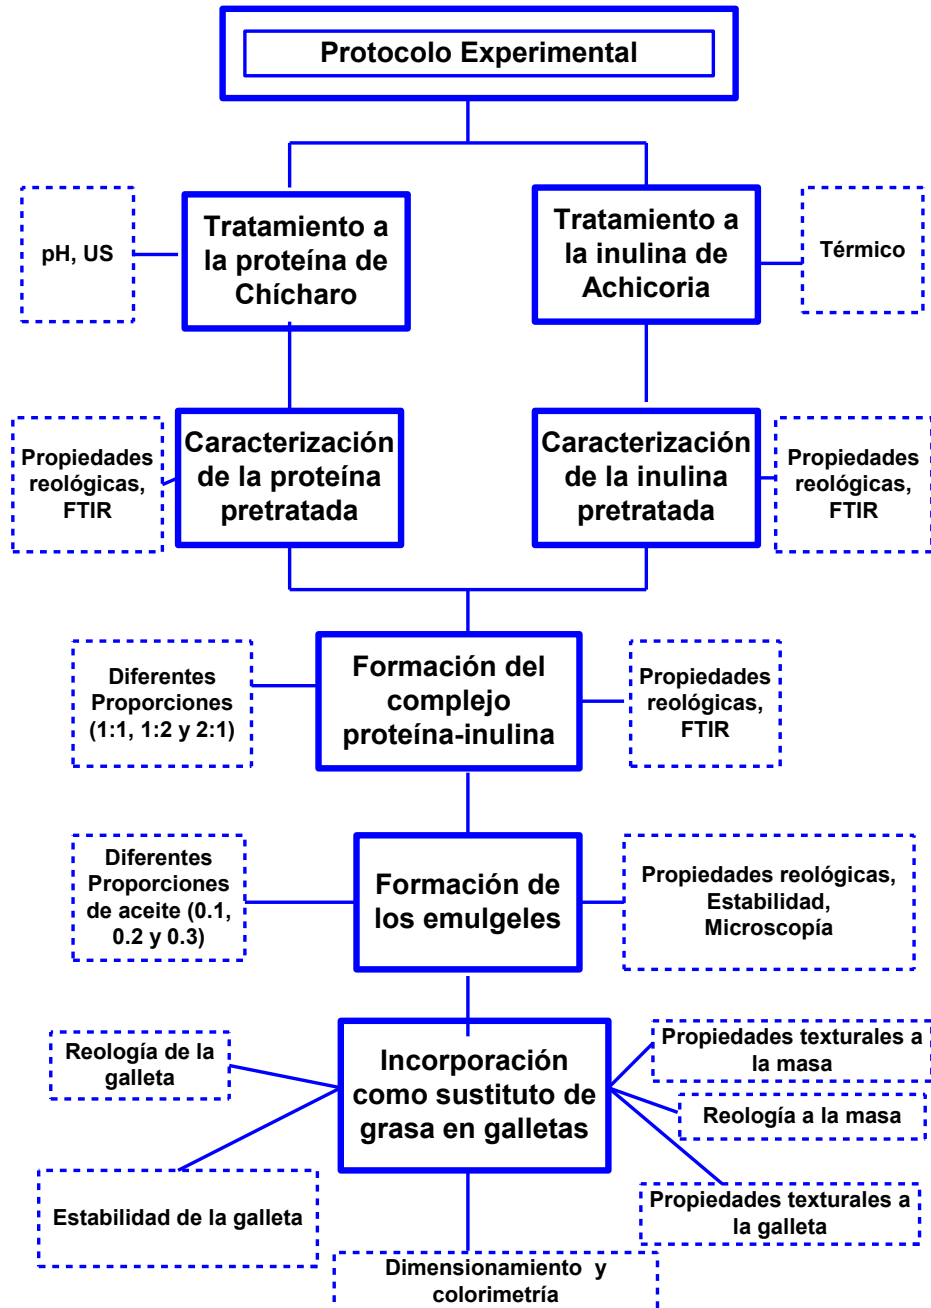 Protocolo Experimental
pH, US
Tratamiento a
la proteína de
Chícharo
Tratamiento a
la inulina de
Achicoria
Térmico
Propiedades
reológicas,
FTIR
Caracterización
de la proteína
pretratada
Caracterización
de la inulina
pretratada
Propiedades
reológicas,
FTIR
Diferentes
Proporciones
(1:1, 1:2 y 2:1)
Formación del
complejo
proteína-inulina
Propiedades
reológicas,
FTIR
Diferentes
Proporciones
de aceite (0.1,
0.2 y 0.3)
Formación de
los emulgeles
Propiedades reológicas,
Estabilidad,
Microscopía
Reología de la
galleta
Incorporación
como sustituto de
grasa en galletas
Propiedades texturales a
la masa
Reología a la masa
Estabilidad de la galleta
Propiedades texturales a
la galleta
Dimensionamiento y
colorimetría